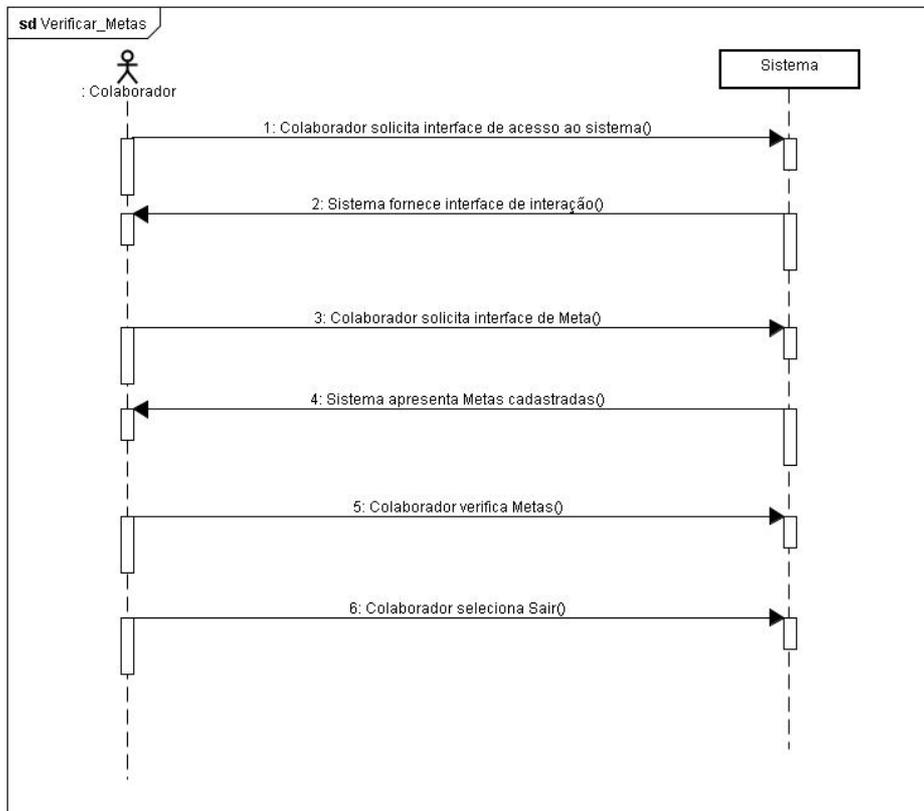 sd Verificar_Metas
: Colaborador
Sistema
1: Colaborador solicita interface de acesso ao sistema()
2: Sistema fornece interface de interação()
3: Colaborador solicita interface de Meta()
4: Sistema apresenta Metas cadastradas()
5: Colaborador verifica Metas()
6: Colaborador seleciona Sair()